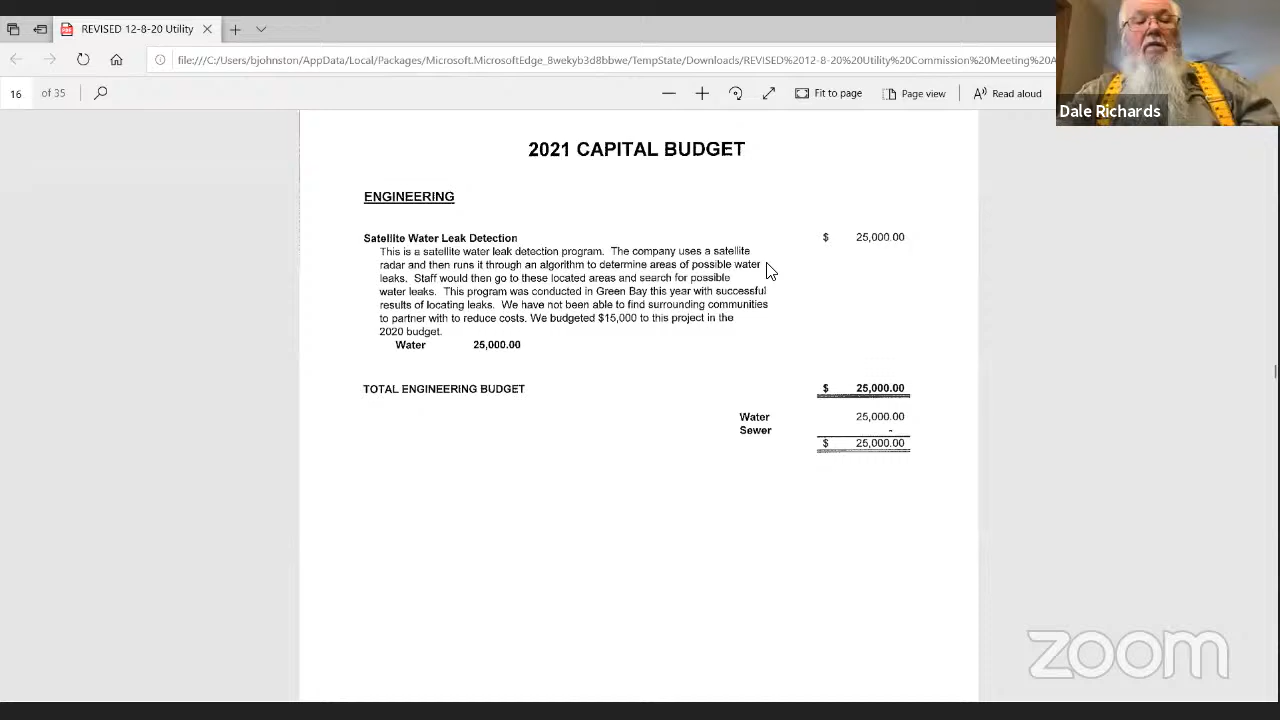 REVISED 12-8-20 Utility
file:///C:/Users/bjohnston/AppData/Local/Packages/Microsoft.MicrosoftEdge_8wekyb3d8bbwe/TempState/Downloads/REVISED%2012-8-20%20Utility%20Commission%20Meeting%20A
16 of 35
Fit to page
Page view
Read aloud
Dale Richards
2021 CAPITAL BUDGET
ENGINEERING
Satellite Water Leak Detection $ 25,000.00
This is a satellite water leak detection program. The company uses a satellite
radar and then runs it through an algorithm to determine areas of possible water
leaks. Staff would then go to these located areas and search for possible
water leaks. This program was conducted in Green Bay this year with successful
results of locating leaks. We have not been able to find surrounding communities
to partner with to reduce costs. We budgeted $15,000 to this project in the
2020 budget.
Water 25,000.00
TOTAL ENGINEERING BUDGET $ 25,000.00
Water 25,000.00
Sewer -
$ 25,000.00
zoom